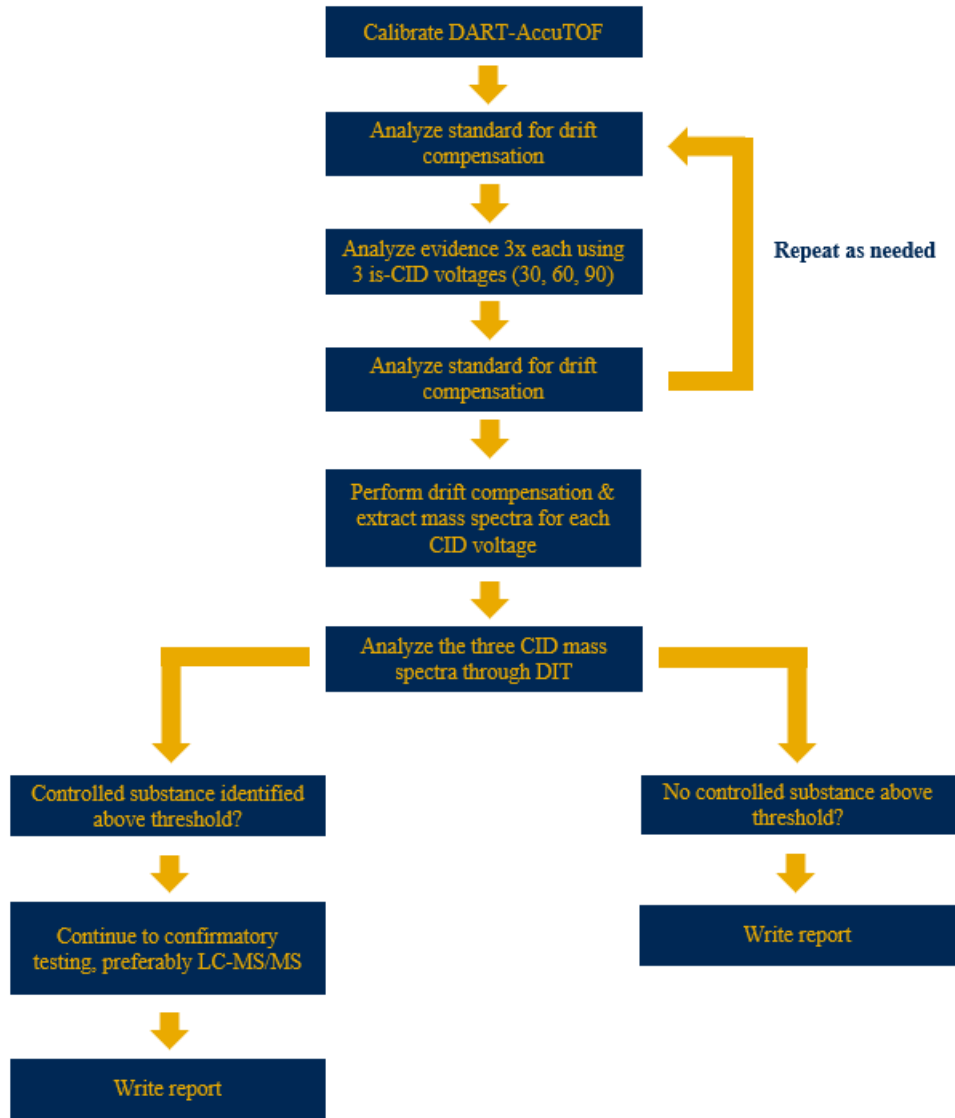 Calibrate DART-AccuTOF
Analyze standard for drift
compensation
Analyze evidence 3x each using
3 is-CID voltages (30, 60, 90)
Repeat as needed
Analyze standard for drift
compensation
Perform drift compensation &
extract mass spectra for each
CID voltage
Analyze the three CID mass
spectra through DIT
Controlled substance identified
above threshold?
No controlled substance above
threshold?
Continue to confirmatory
testing, preferably LC-MS/MS
Write report
Write report